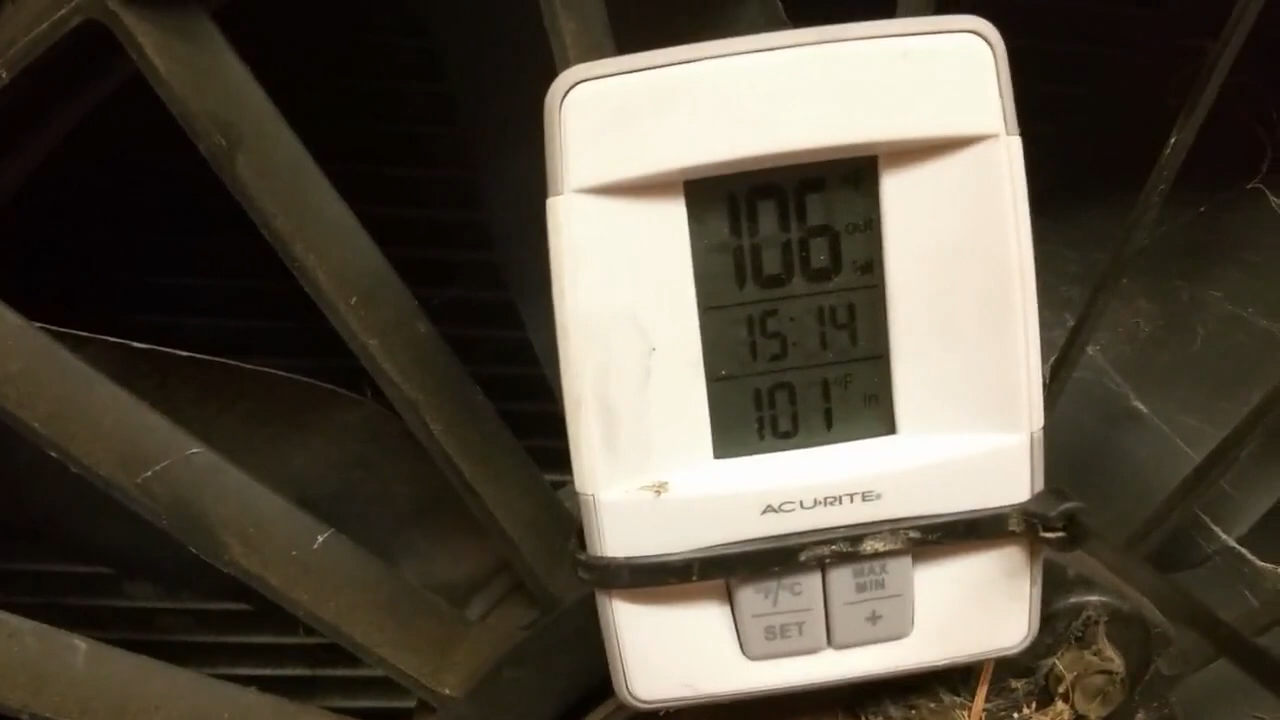 106 out
15:14
101 °F in
ACU·RITE
°F/°C MAX MIN
SET +